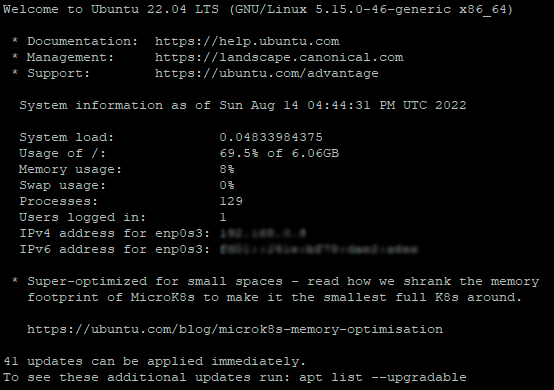 Welcome to Ubuntu 22.04 LTS (GNU/Linux 5.15.0-46-generic x86_64)
* Documentation:  https://help.ubuntu.com
* Management:     https://landscape.canonical.com
* Support:        https://ubuntu.com/advantage
System information as of Sun Aug 14 04:44:31 PM UTC 2022
System load:             0.04833984375
Usage of /:              69.5% of 6.06GB
Memory usage:            8%
Swap usage:              0%
Processes:               129
Users logged in:         1
IPv4 address for enp0s3:
IPv6 address for enp0s3:
* Super-optimized for small spaces - read how we shrank the memory
footprint of MicroK8s to make it the smallest full K8s around.
https://ubuntu.com/blog/microk8s-memory-optimisation
41 updates can be applied immediately.
To see these additional updates run: apt list --upgradable